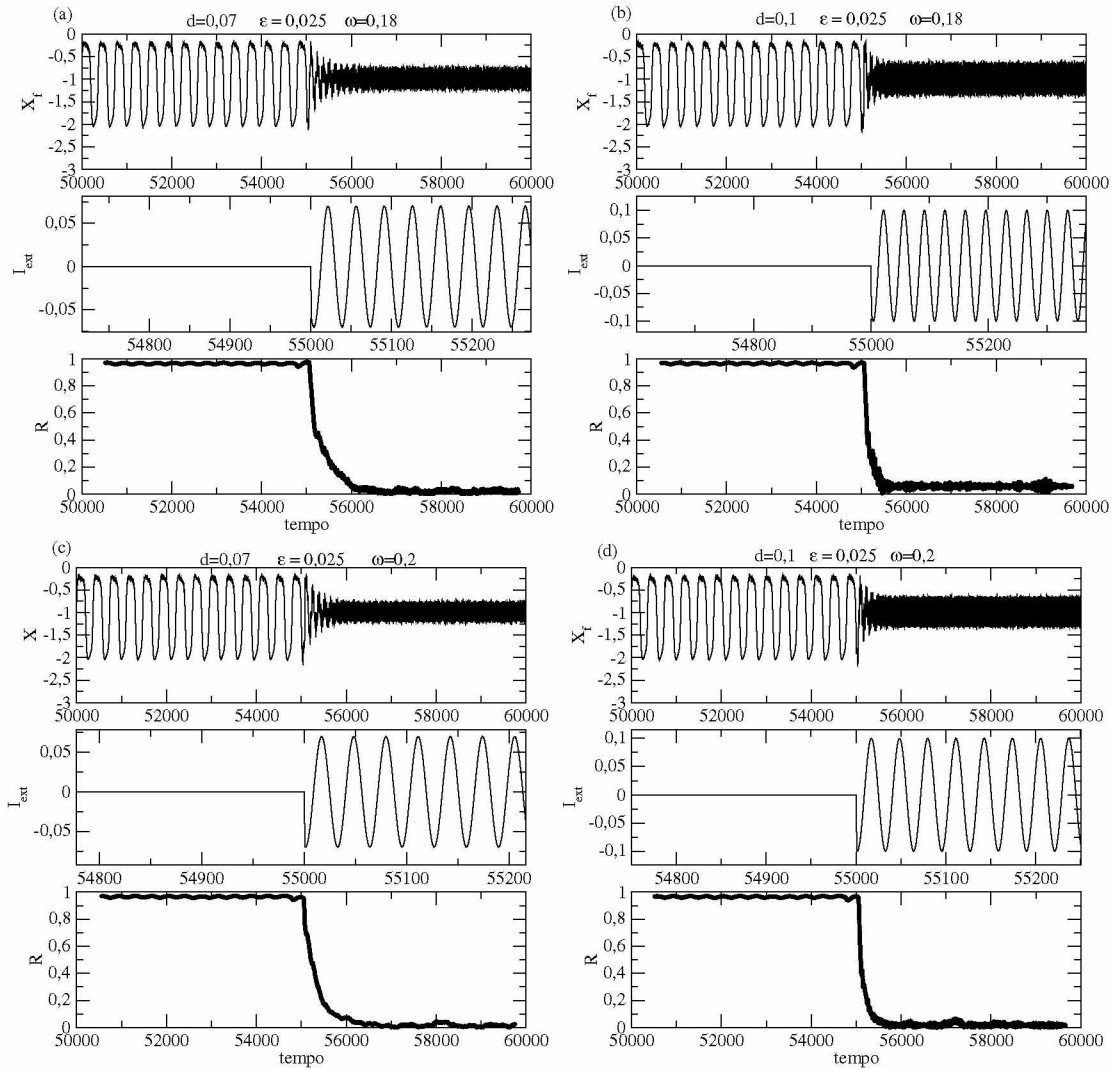 (a)
d=0,07 ε = 0,025 ω=0,18
0
-0,5
-1
-1,5
-2
-2,5
-3
X_f
50000 52000 54000 56000 58000 60000
0,05
0
-0,05
I_ext
54800 54900 55000 55100 55200
1
0,8
0,6
0,4
0,2
0
R
50000 52000 54000 56000 58000 60000
tempo
(b)
d=0,1 ε = 0,025 ω=0,18
0
-0,5
-1
-1,5
-2
-2,5
-3
X_f
50000 52000 54000 56000 58000 60000
0,1
0,05
0
-0,05
-0,1
I_ext
54800 55000 55200
1
0,8
0,6
0,4
0,2
0
R
50000 52000 54000 56000 58000 60000
tempo
(c)
d=0,07 ε = 0,025 ω=0,2
0
-0,5
-1
-1,5
-2
-2,5
-3
X
50000 52000 54000 56000 58000 60000
0,05
0
-0,05
I_ext
54800 54900 55000 55100 55200
1
0,8
0,6
0,4
0,2
0
R
50000 52000 54000 56000 58000 60000
tempo
(d)
d=0,1 ε = 0,025 ω=0,2
0
-0,5
-1
-1,5
-2
-2,5
-3
X_f
50000 52000 54000 56000 58000 60000
0,1
0,05
0
-0,05
-0,1
I_ext
54800 54900 55000 55100 55200
1
0,8
0,6
0,4
0,2
0
R
50000 52000 54000 56000 58000 60000
tempo